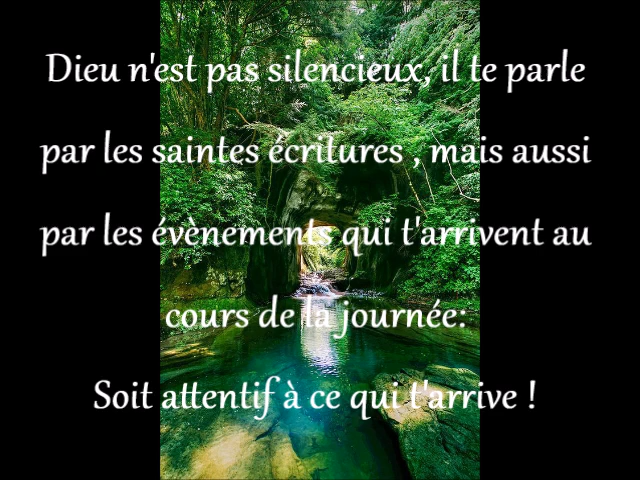 Dieu n'est pas silencieux, il te parle
par les saintes écritures , mais aussi
par les évènements qui t'arrivent au
cours de la journée:
Soit attentif à ce qui t'arrive !